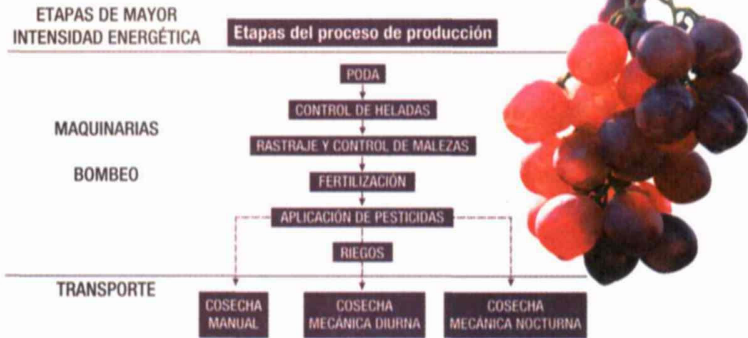 ETAPAS DE MAYOR
INTENSIDAD ENERGÉTICA
Etapas del proceso de producción
PODA
CONTROL DE HELADAS
MAQUINARIAS
RASTRAJE Y CONTROL DE MALEZAS
BOMBEO
FERTILIZACIÓN
APLICACIÓN DE PESTICIDAS
RIEGOS
TRANSPORTE
COSECHA
MANUAL
COSECHA
MECÁNICA DIURNA
COSECHA
MECÁNICA NOCTURNA